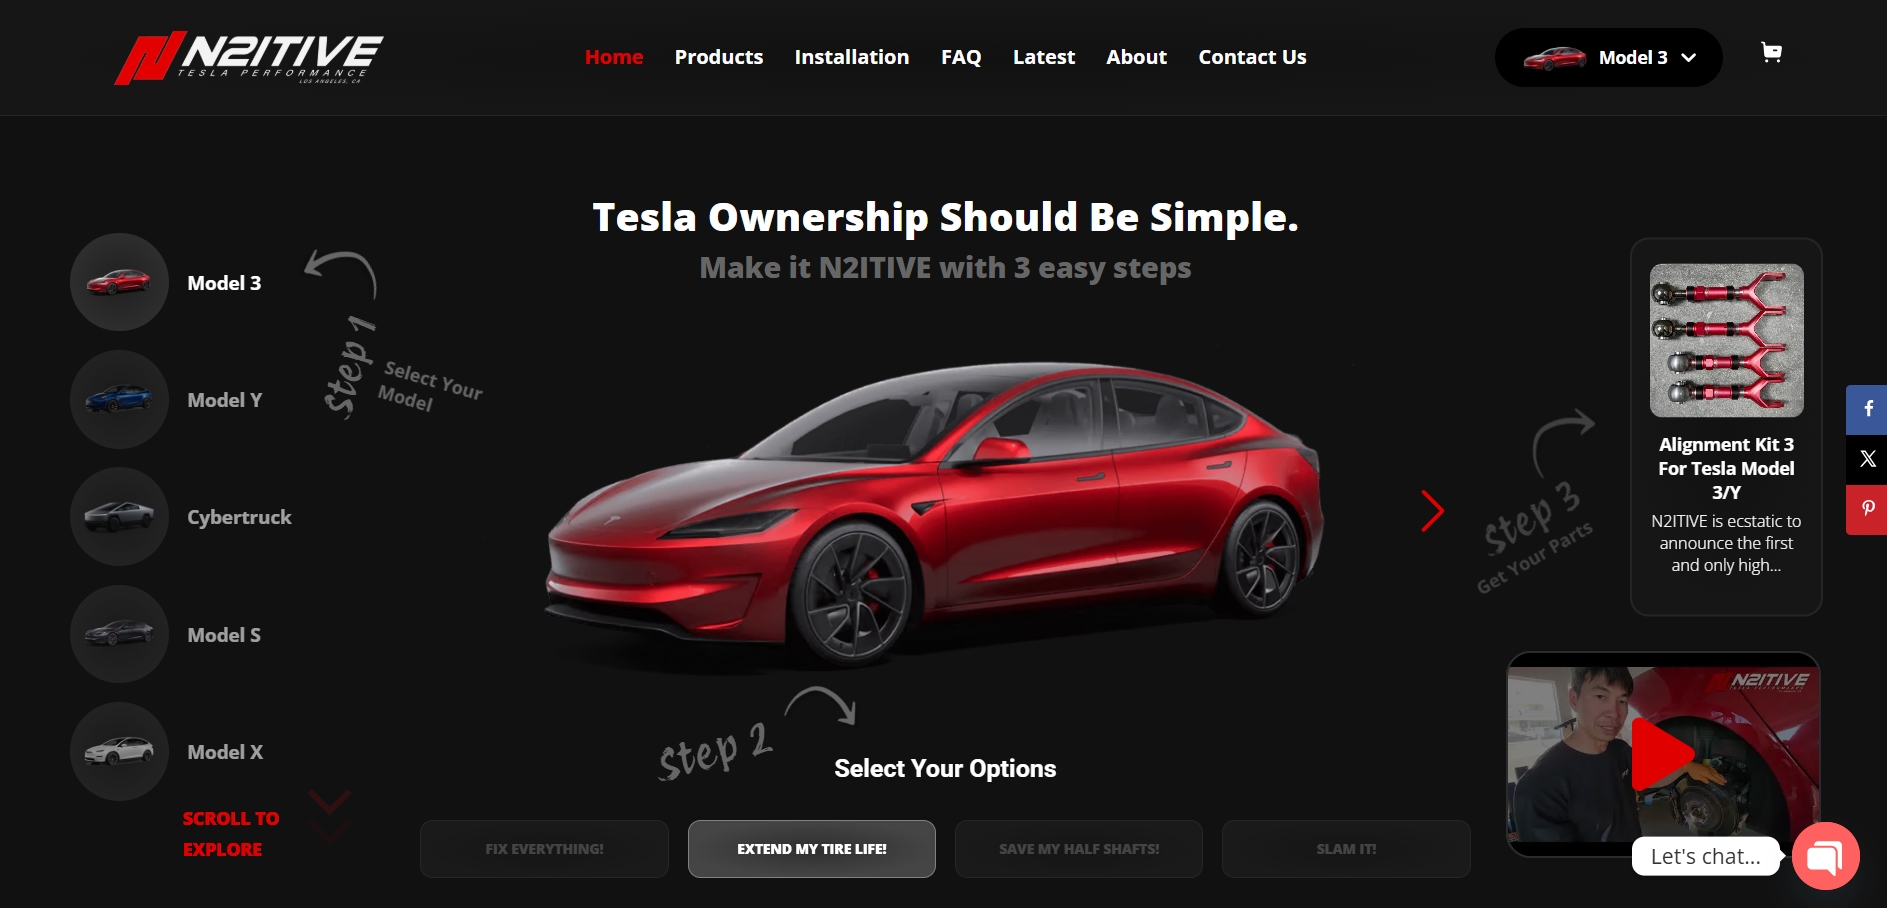 N2ITIVE
TESLA PERFORMANCE
LOS ANGELES, CA
Home
Products
Installation
FAQ
Latest
About
Contact Us
Model 3
Tesla Ownership Should Be Simple.
Make it N2ITIVE with 3 easy steps
Model 3
Model Y
Cybertruck
Model S
Model X
SCROLL TO
EXPLORE
Step 1
Select Your
Model
Step 2
Select Your Options
FIX EVERYTHING!
EXTEND MY TIRE LIFE!
SAVE MY HALF SHAFTS!
SLAM IT!
Step 3
Get Your Parts
Alignment Kit 3
For Tesla Model
3/Y
N2ITIVE is ecstatic to
announce the first
and only high...
N2ITIVE
Let's chat...